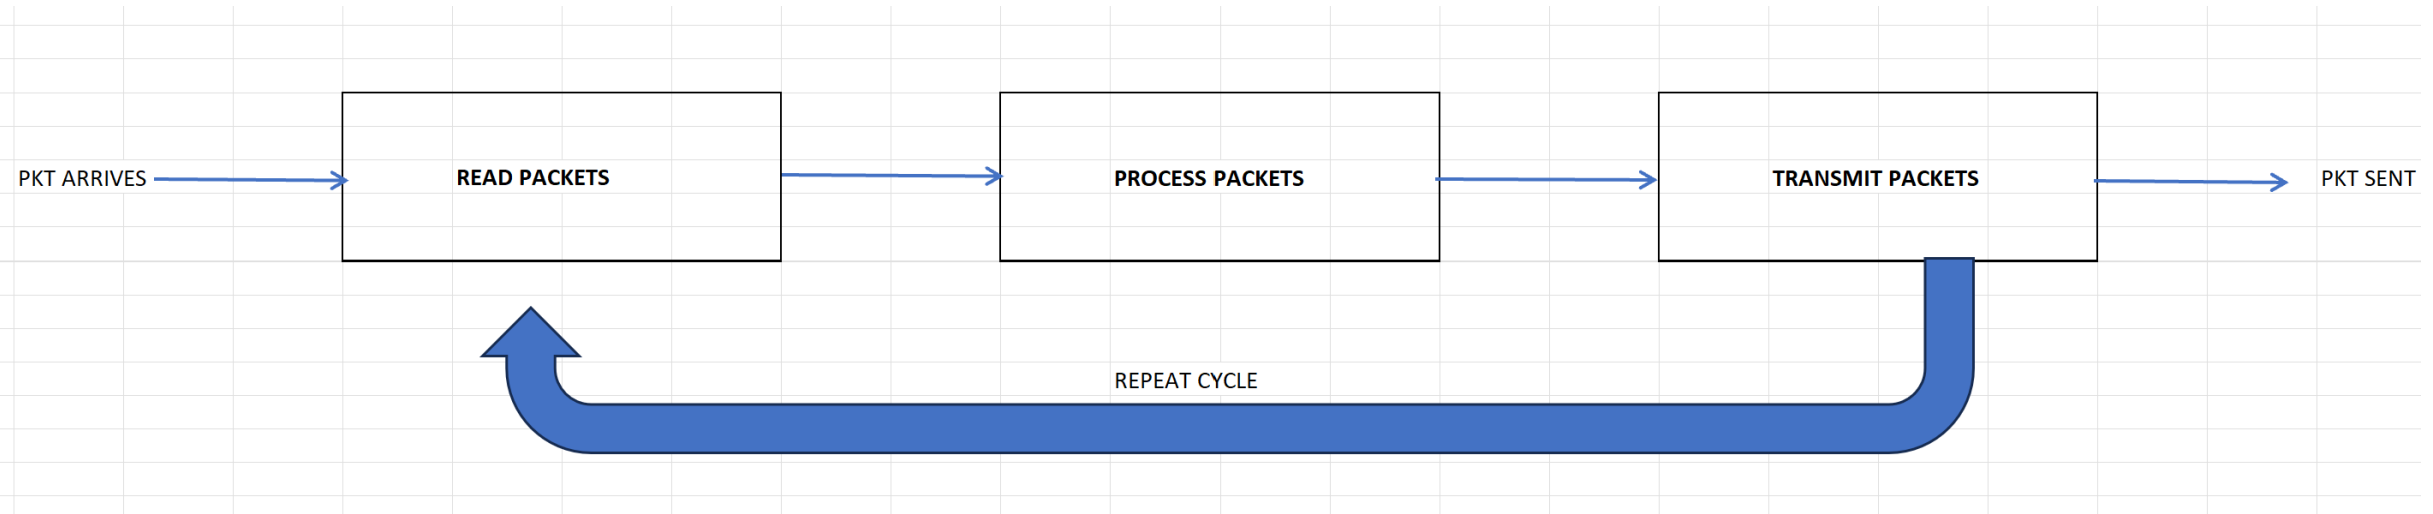 PKT ARRIVES
READ PACKETS
PROCESS PACKETS
TRANSMIT PACKETS
PKT SENT
REPEAT CYCLE